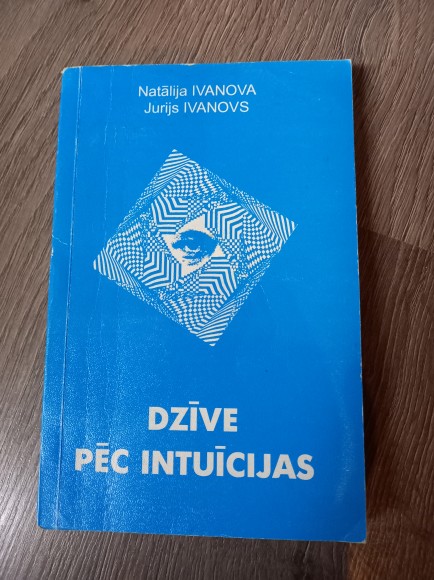 Natālija IVANOVA
Jurijs IVANOVS
DZĪVE
PĒC INTUĪCIJAS